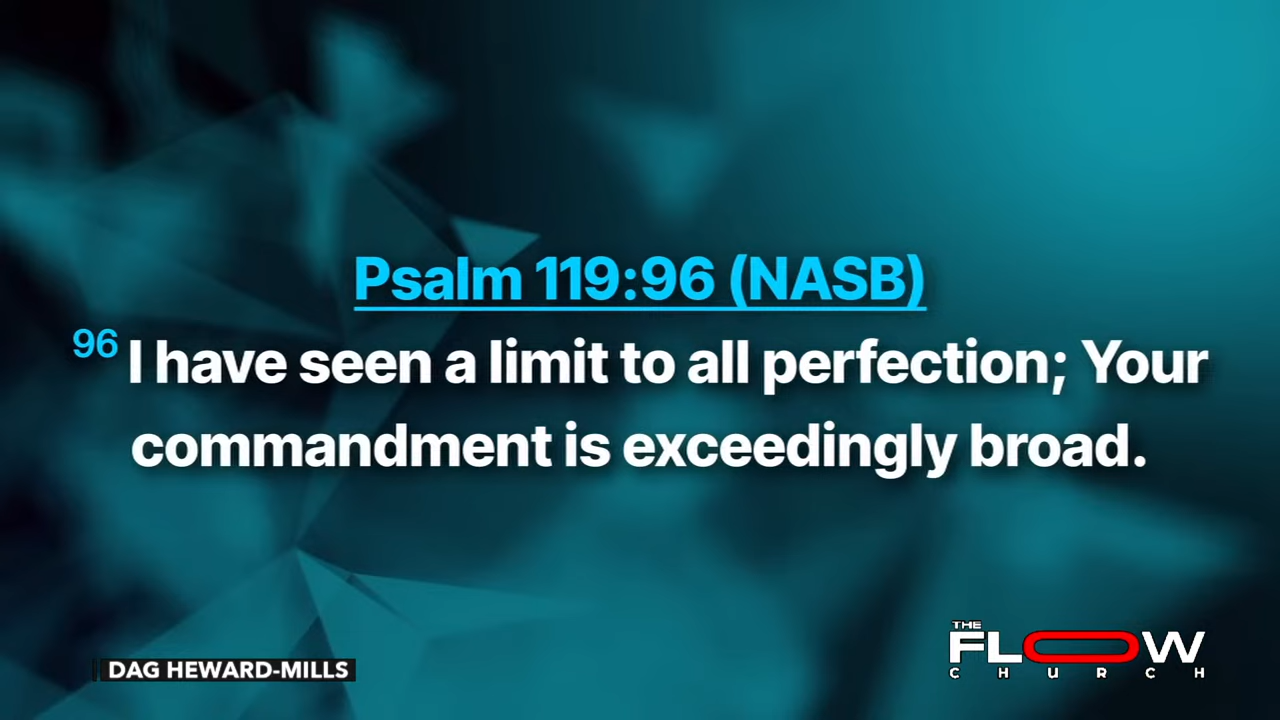 Psalm 119:96 (NASB)
96 I have seen a limit to all perfection; Your
commandment is exceedingly broad.
DAG HEWARD-MILLS
THE
FLOW
CHURCH